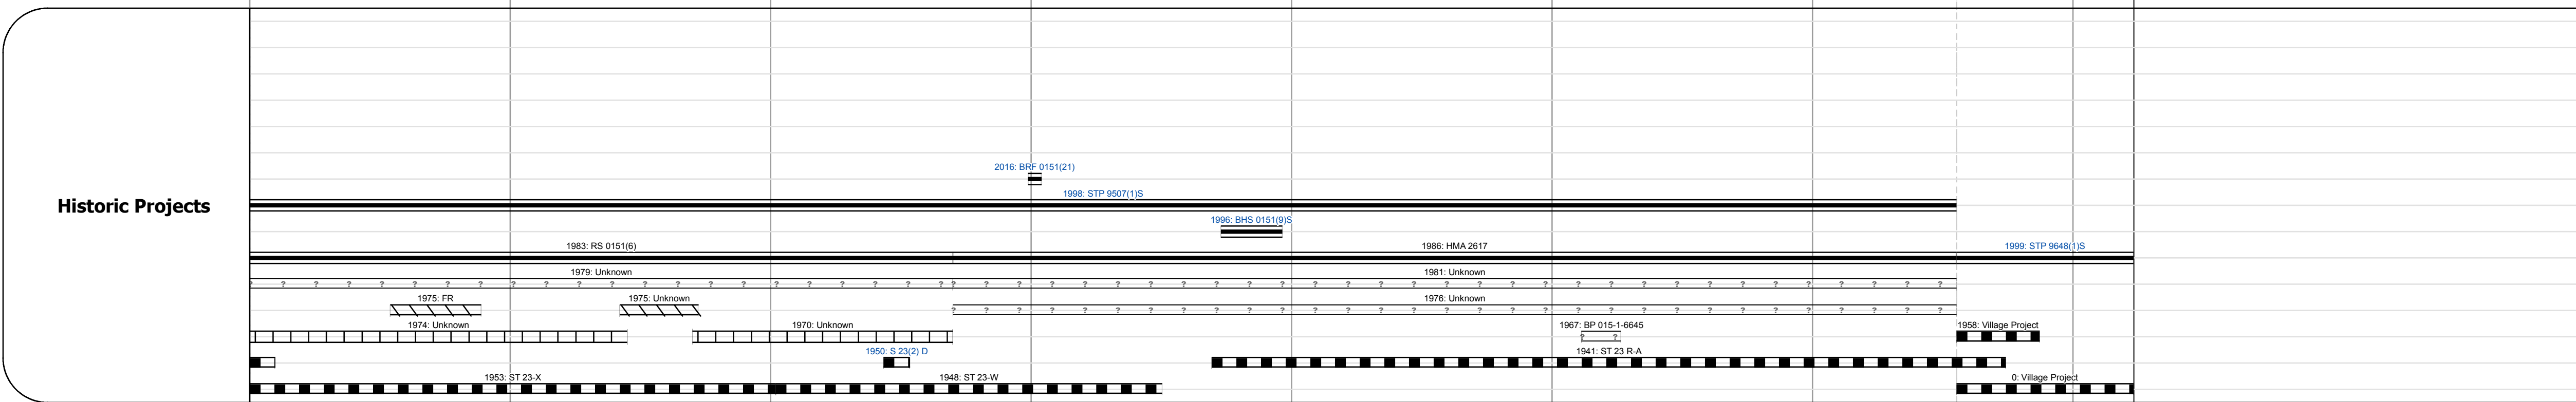 2016: BRF 0151(21)
1998: STP 9507(1)S
Historic Projects
1996: BHS 0151(9)S
1983: RS 0151(6) 1986: HMA 2617 1999: STP 9648(1)S
1979: Unknown 1981: Unknown
? ? ? ? ? ? ? ? ? ? ? ? ? ? ? ? ? ? ? ? ? ? ? ? ? ? ? ? ? ? ? ? ? ? ? ? ? ? ? ? ? ? ? ? ? ? ? ? ? ? ? ? ? ? ? ?
1975: FR 1975: Unknown 1976: Unknown
? ? ? ? ? ? ? ? ? ? ? ? ? ? ? ? ? ? ? ? ? ? ? ? ? ? ? ? ? ? ? ?
1974: Unknown 1970: Unknown 1967: BP 015-1-6645 1958: Village Project
? ?
1950: S 23(2) D 1941: ST 23 R-A
1953: ST 23-X 1948: ST 23-W 0: Village Project